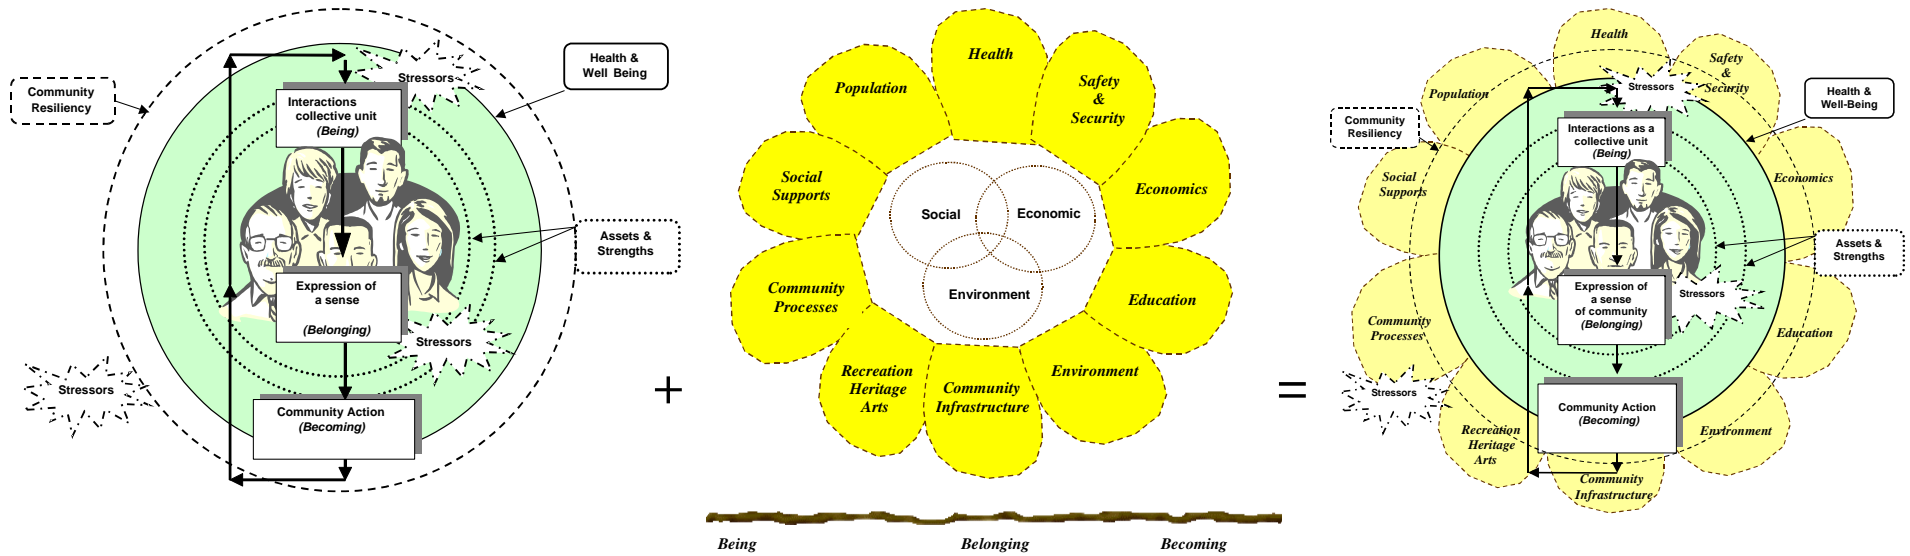 Community
Resiliency
Stressors
Health &
Well Being
Interactions
collective unit
(Being)
Assets &
Strengths
Expression of
a sense
(Belonging)
Stressors
Stressors
Community Action
(Becoming)
+
Health
Population
Safety
&
Security
Social
Supports
Economics
Social
Economic
Environment
Community
Processes
Education
Recreation
Heritage
Arts
Community
Infrastructure
Environment
Being
Belonging
Becoming
=
Health
Safety
&
Security
Population
Stressors
Health &
Well-Being
Community
Resiliency
Interactions as a
collective unit
(Being)
Social
Supports
Economics
Assets &
Strengths
Expression of
a sense
of community
(Belonging)
Stressors
Community
Processes
Education
Stressors
Community Action
(Becoming)
Recreation
Heritage
Arts
Environment
Community
Infrastructure